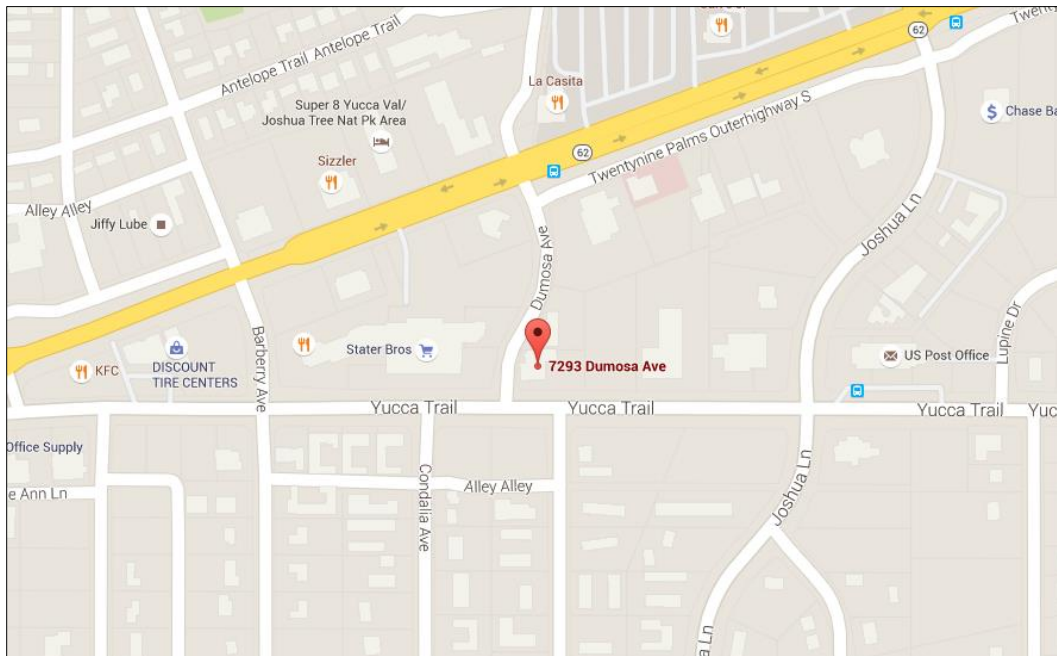 Antelope Trail Antelope Trail
Twenty
62
La Casita
Super 8 Yucca Val/
Joshua Tree Nat Pk Area
Chase Ba
$
62
Sizzler
Twentynine Palms Outerhighway S
Alley Alley
Jiffy Lube
Joshua Ln
Dumosa Ave
Lupine Dr
Barberry Ave
Stater Bros
US Post Office
KFC
DISCOUNT
TIRE CENTERS
7293 Dumosa Ave
Yucca Trail
Yucca Trail
Yucca Trail
Yuc
Office Supply
Condalia Ave
Alley Alley
e Ann Ln
Joshua Ln
a Ln